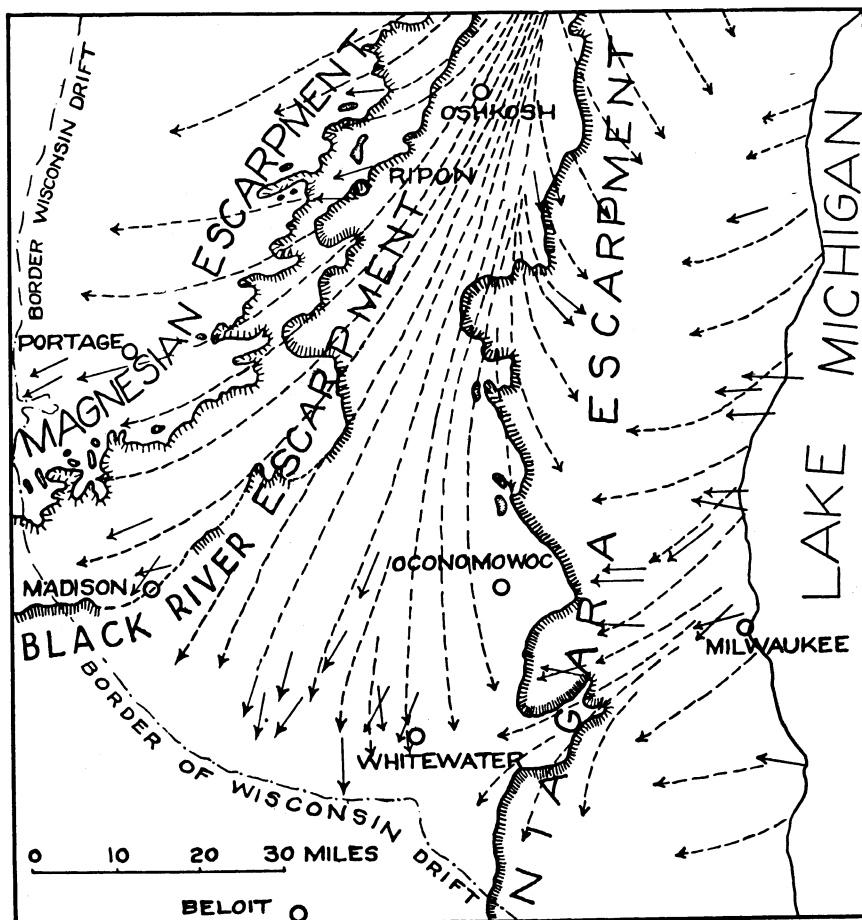 OSHKOSH
BORDER WISCONSIN DRIFT
MAGNESIAN ESCARPMENT
RIPON
NIAGARA ESCARPMENT
LAKE MICHIGAN
PORTAGE
BLACK RIVER ESCARPMENT
OCONOMOWOC
MADISON
MILWAUKEE
WHITEWATER
BORDER OF WISCONSIN DRIFT
0 10 20 30 MILES
BELOIT